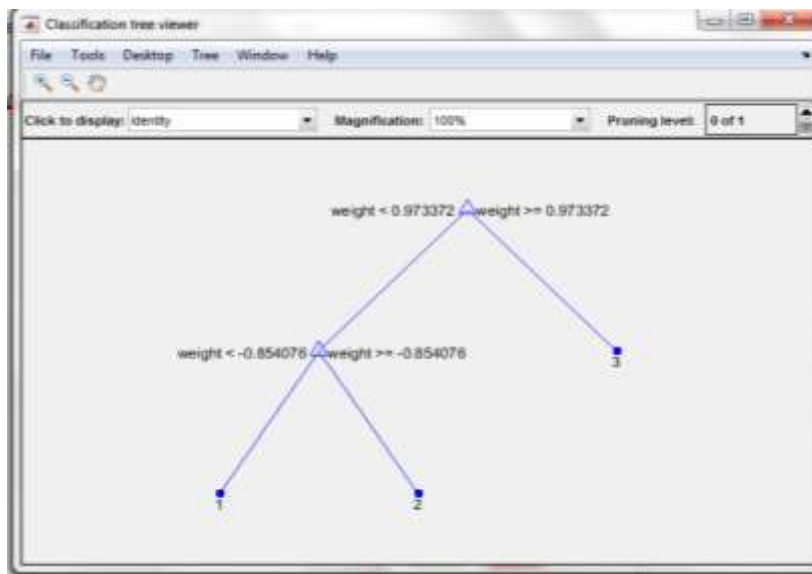 Classification tree viewer
File Tools Desktop Tree Window Help
Click to display: Identity Magnification: 100% Pruning level: 0 of 1
weight < 0.973372 weight >= 0.973372
weight < -0.854076 weight >= -0.854076
3
1 2